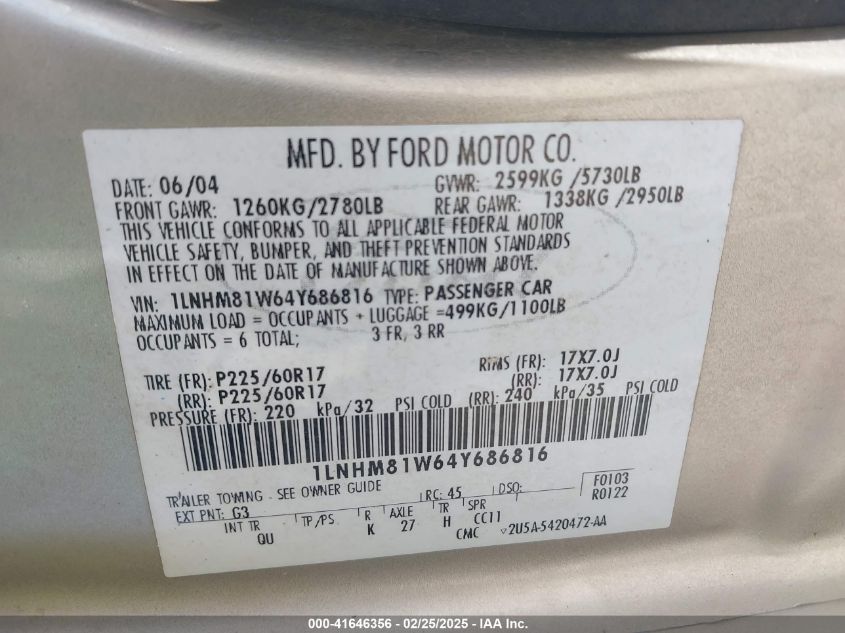 MFD. BY FORD MOTOR CO.
DATE: 06/04 GVWR: 2599KG /5730LB
FRONT GAWR: 1260KG/2780LB REAR GAWR: 1338KG /2950LB
THIS VEHICLE CONFORMS TO ALL APPLICABLE FEDERAL MOTOR
VEHICLE SAFETY, BUMPER, AND THEFT PREVENTION STANDARDS
IN EFFECT ON THE DATE OF MANUFACTURE SHOWN ABOVE.
VIN: 1LNHM81W64Y686816 TYPE: PASSENGER CAR
MAXIMUM LOAD = OCCUPANTS + LUGGAGE =499KG/1100LB
OCCUPANTS = 6 TOTAL; 3 FR, 3 RR
TIRE (FR): P225/60R17 RIMS (FR): 17X7.0J
(RR): P225/60R17 (RR): 17X7.0J
PRESSURE (FR): 220 kPa/32 PSI COLD (RR): 240 kPa/35 PSI COLD
1LNHM81W64Y686816
TRAILER TOWING - SEE OWNER GUIDE RC: 45 DSO: F0103
EXT PNT: G3 R0122
INT TR TP/PS R AXLE TR SPR
QU K 27 H CC11
CMC 2U5A-5420472-AA
000-41646356 - 02/25/2025 - IAA Inc.